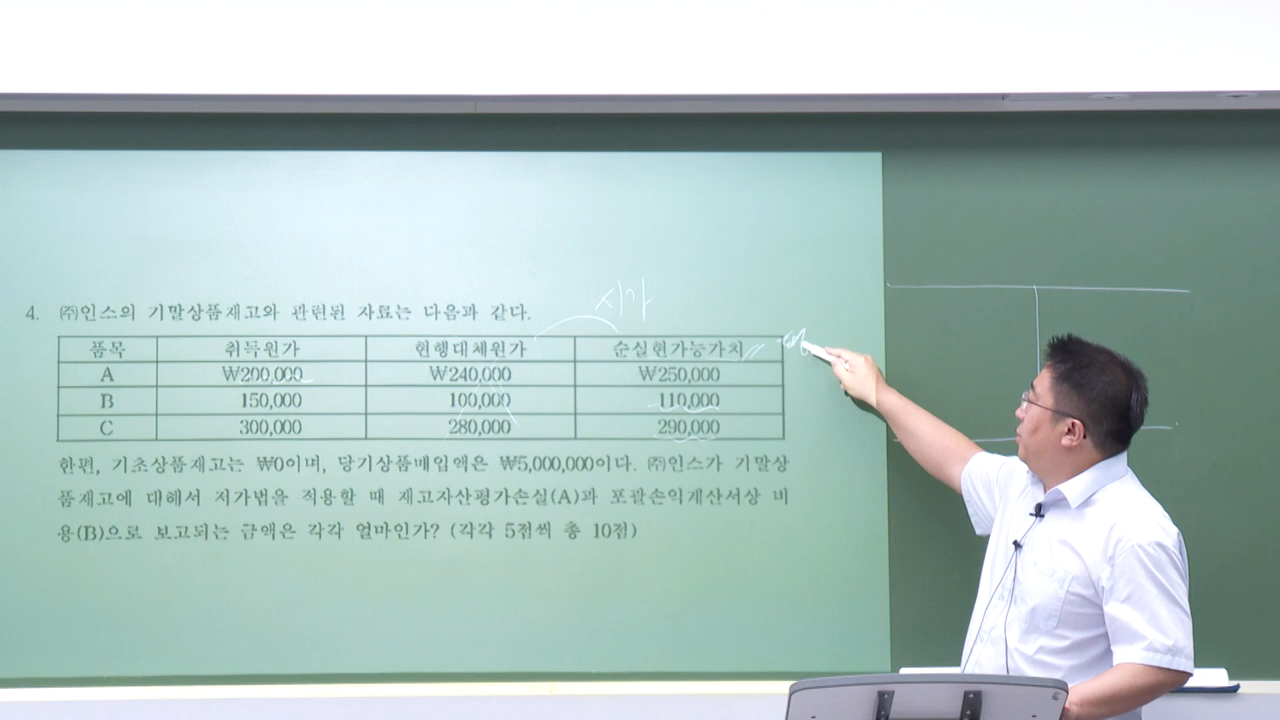 시가
4. ㈜인스의 기말상품재고와 관련된 자료는 다음과 같다.
품목 취득원가 현행대체원가 순실현가능가치
A ₩200,000 ₩240,000 ₩250,000
B 150,000 100,000 110,000
C 300,000 280,000 290,000
한편, 기초상품재고는 ₩0이며, 당기상품매입액은 ₩5,000,000이다. ㈜인스가 기말상
품재고에 대해서 저가법을 적용할 때 재고자산평가손실(A)과 포괄손익계산서상 비
용(B)으로 보고되는 금액은 각각 얼마인가? (각각 5점씩 총 10점)